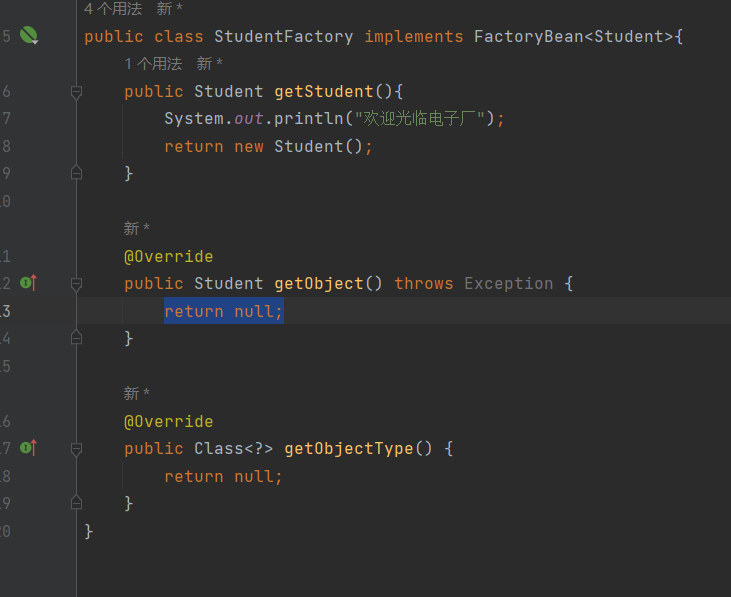 4 个用法 新 *
5 public class StudentFactory implements FactoryBean<Student>{
1 个用法 新 *
6 public Student getStudent(){
7 System.out.println("欢迎光临电子厂");
8 return new Student();
9 }
0
新 *
1 @Override
2 public Student getObject() throws Exception {
3 return null;
4 }
5
新 *
6 @Override
7 public Class<?> getObjectType() {
8 return null;
9 }
0 }